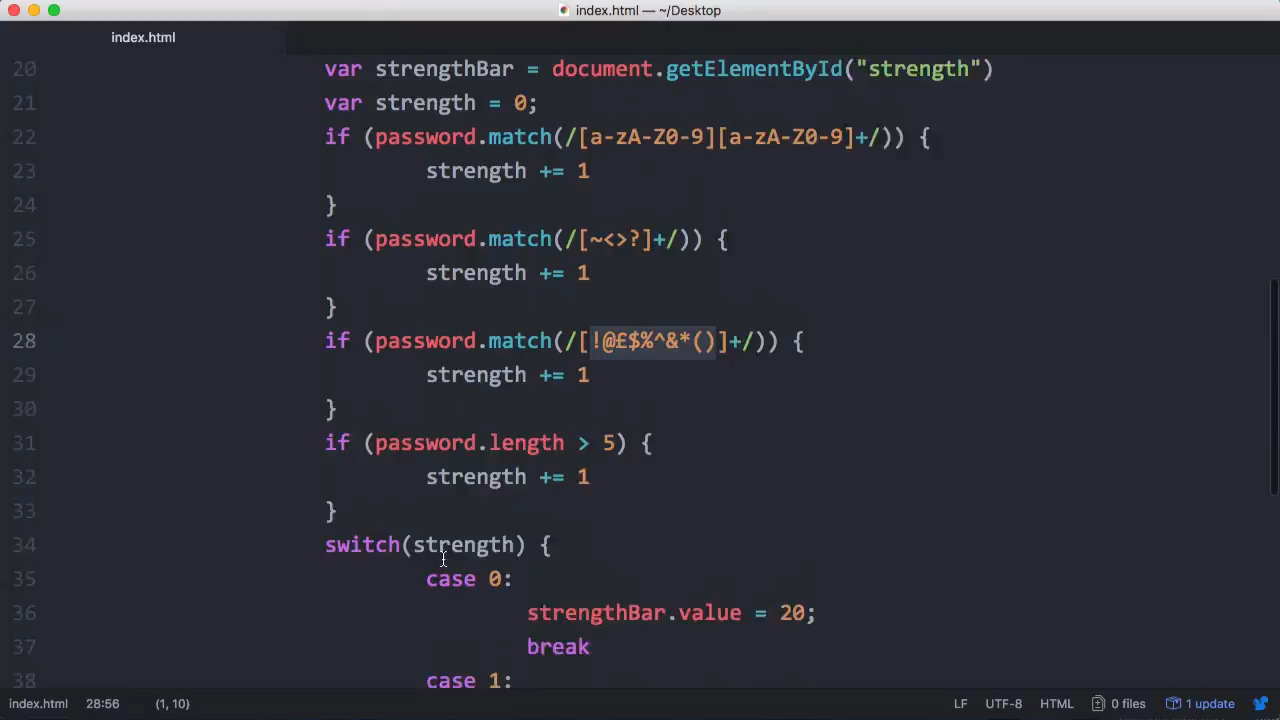 index.html — ~/Desktop
index.html
20 var strengthBar = document.getElementById("strength")
21 var strength = 0;
22 if (password.match(/[a-zA-Z0-9][a-zA-Z0-9]+/)) {
23 strength += 1
24 }
25 if (password.match(/[~<>?]+/)) {
26 strength += 1
27 }
28 if (password.match(/[!@£$%^&*()]+/)) {
29 strength += 1
30 }
31 if (password.length > 5) {
32 strength += 1
33 }
34 switch(strength) {
35 case 0:
36 strengthBar.value = 20;
37 break
38 case 1:
index.html 28:56 (1, 10) LF UTF-8 HTML 0 files 1 update